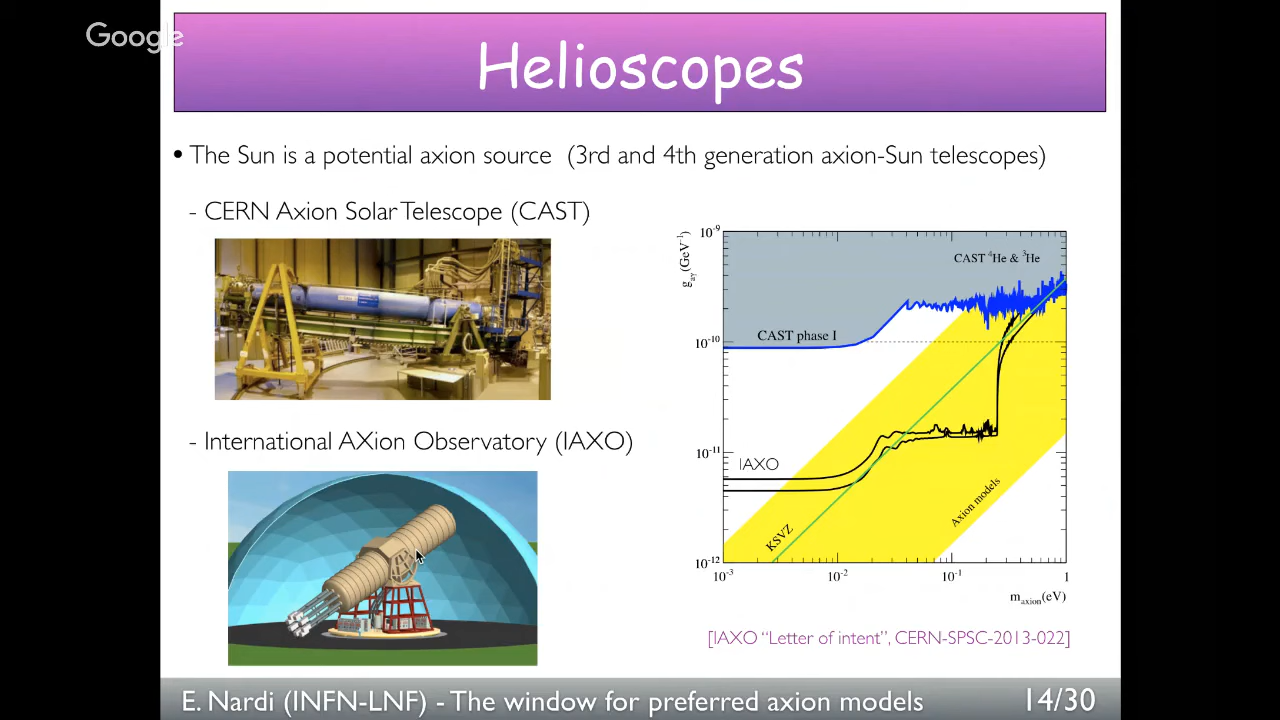 Google
Helioscopes
• The Sun is a potential axion source (3rd and 4th generation axion-Sun telescopes)
- CERN Axion Solar Telescope (CAST)
- International AXion Observatory (IAXO)
g_aγ(GeV⁻¹)
10⁻⁹
10⁻¹⁰
10⁻¹¹
10⁻¹²
CAST ⁴He & ³He
CAST phase I
IAXO
KSVZ
Axion models
10⁻³ 10⁻² 10⁻¹ 1
m_axion(eV)
[IAXO “Letter of intent”, CERN-SPSC-2013-022]
E. Nardi (INFN-LNF) - The window for preferred axion models 14/30